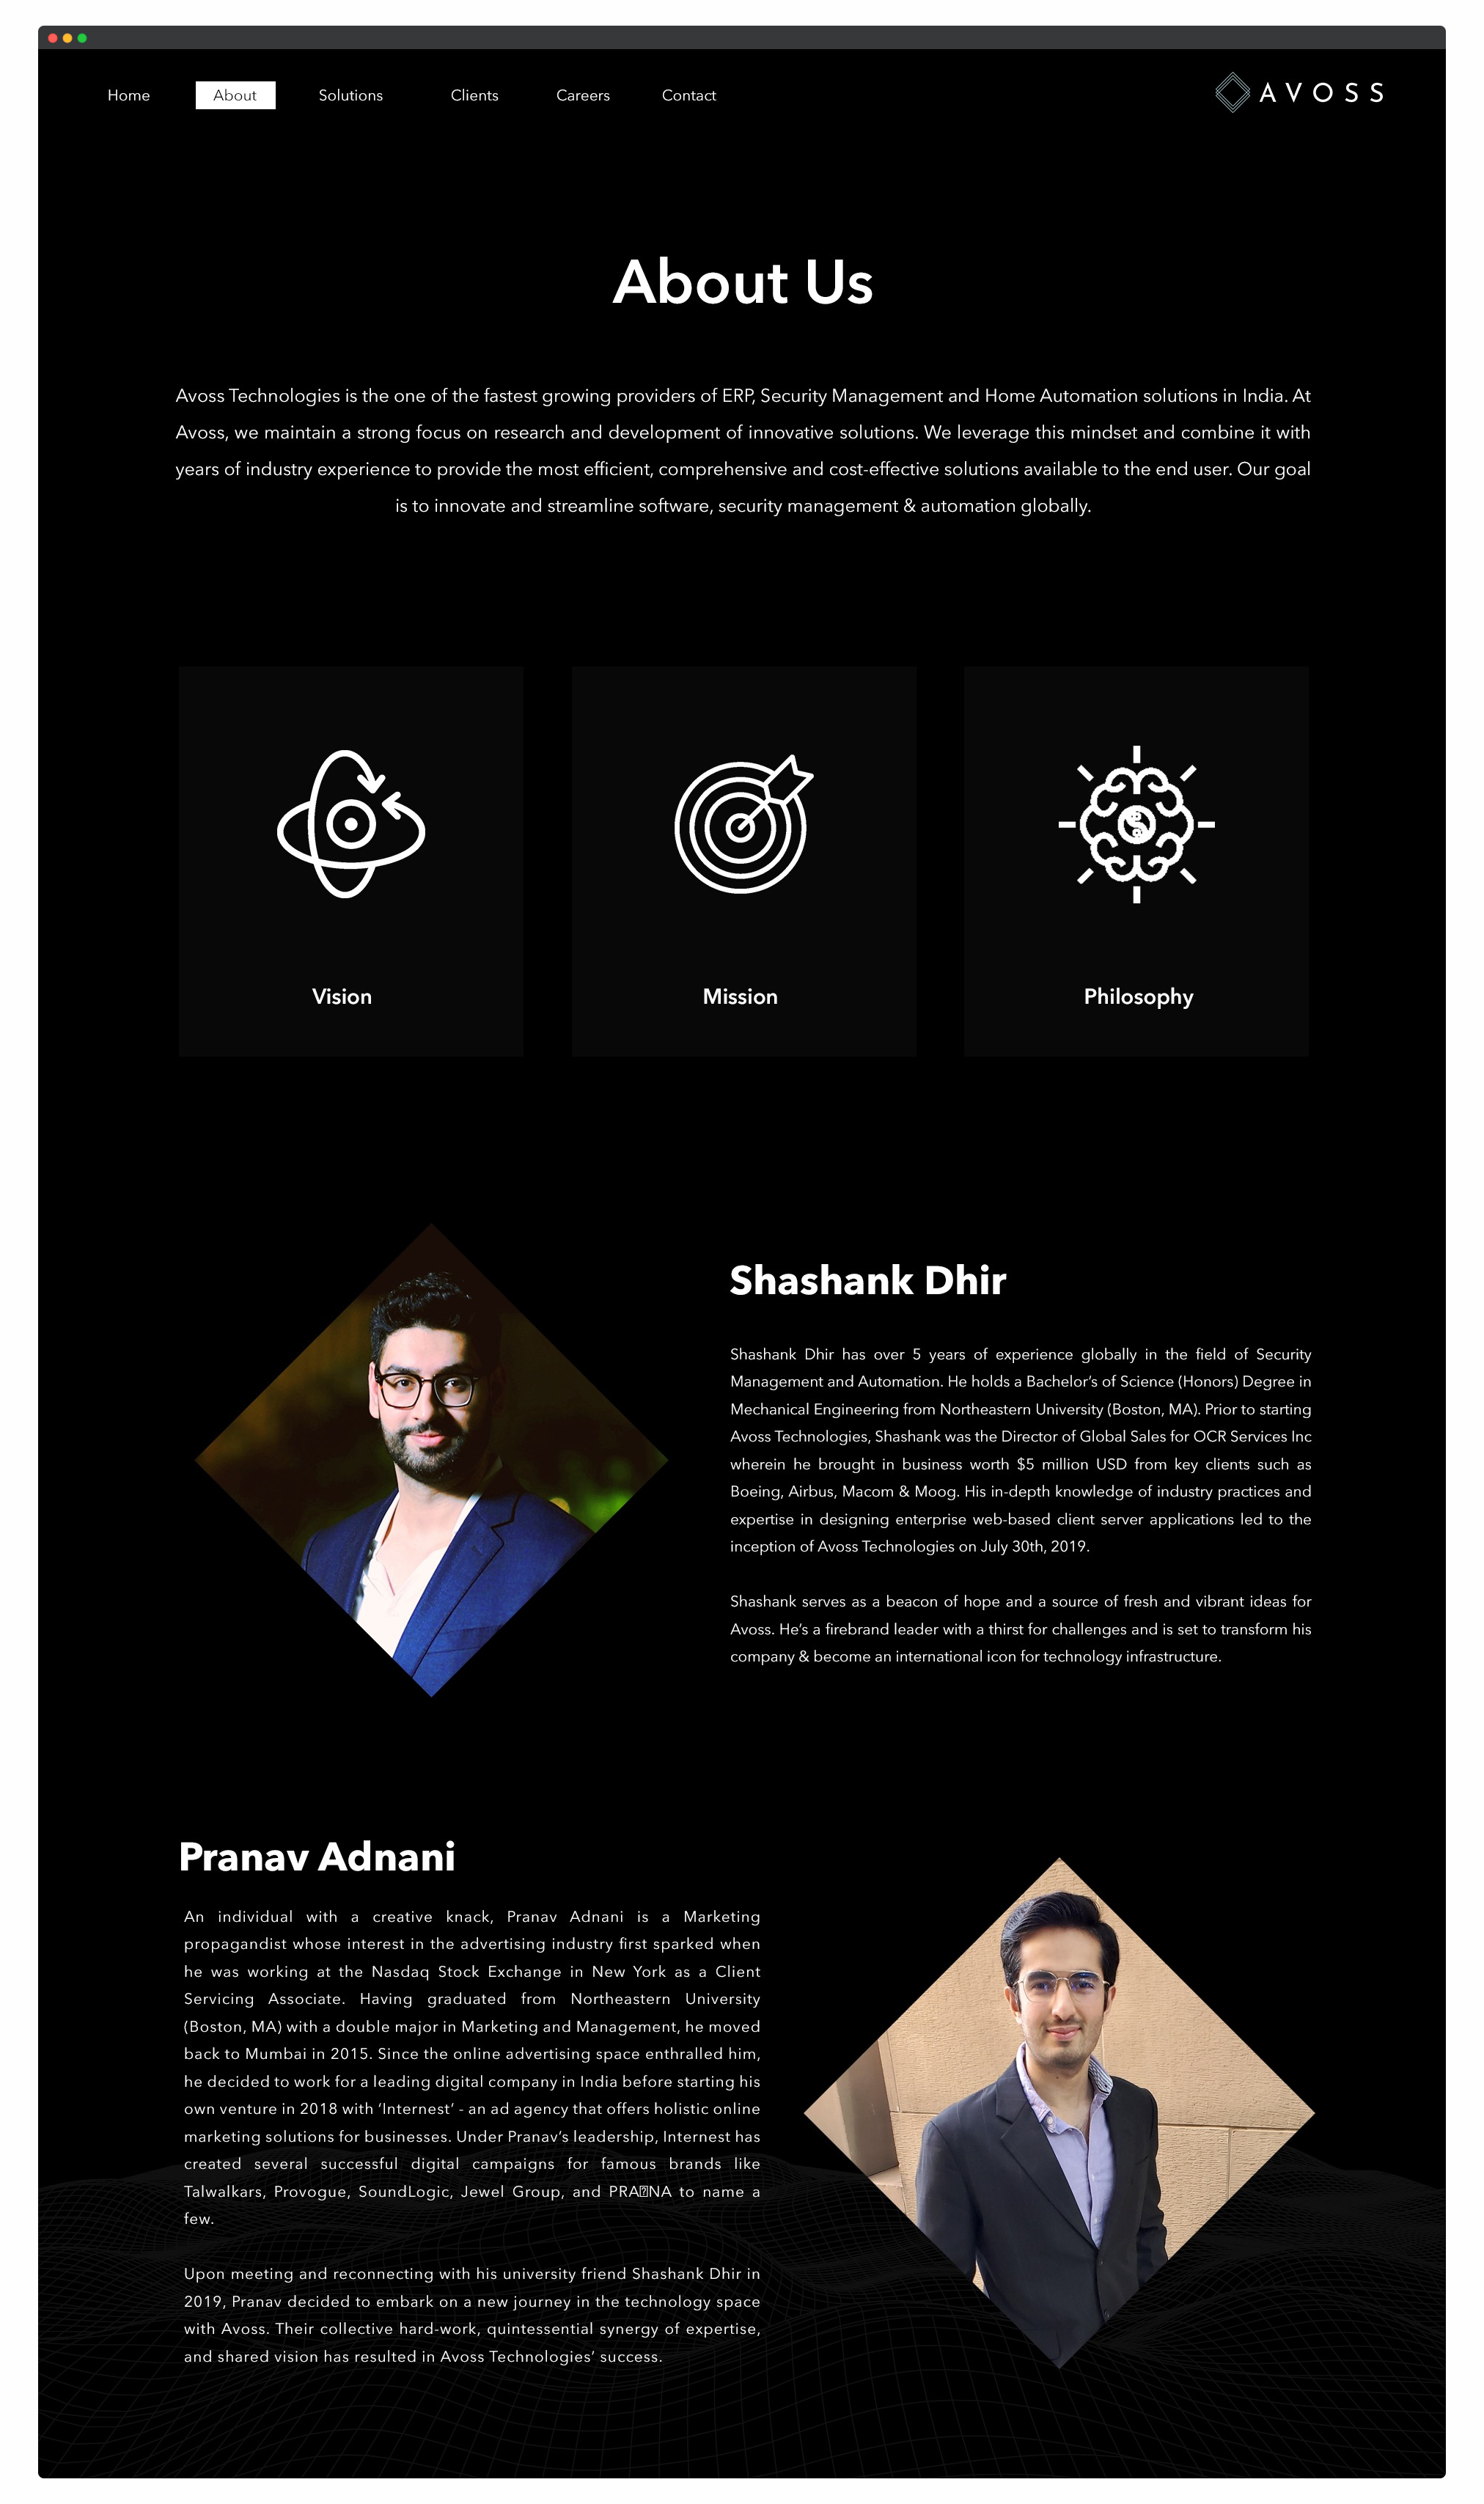 Home About Solutions Clients Careers Contact AVOSS
About Us
Avoss Technologies is the one of the fastest growing providers of ERP, Security Management and Home Automation solutions in India. At
Avoss, we maintain a strong focus on research and development of innovative solutions. We leverage this mindset and combine it with
years of industry experience to provide the most efficient, comprehensive and cost-effective solutions available to the end user. Our goal
is to innovate and streamline software, security management & automation globally.
Vision Mission Philosophy
Shashank Dhir
Shashank Dhir has over 5 years of experience globally in the field of Security
Management and Automation. He holds a Bachelor’s of Science (Honors) Degree in
Mechanical Engineering from Northeastern University (Boston, MA). Prior to starting
Avoss Technologies, Shashank was the Director of Global Sales for OCR Services Inc
wherein he brought in business worth $5 million USD from key clients such as
Boeing, Airbus, Macom & Moog. His in-depth knowledge of industry practices and
expertise in designing enterprise web-based client server applications led to the
inception of Avoss Technologies on July 30th, 2019.
Shashank serves as a beacon of hope and a source of fresh and vibrant ideas for
Avoss. He’s a firebrand leader with a thirst for challenges and is set to transform his
company & become an international icon for technology infrastructure.
Pranav Adnani
An individual with a creative knack, Pranav Adnani is a Marketing
propagandist whose interest in the advertising industry first sparked when
he was working at the Nasdaq Stock Exchange in New York as a Client
Servicing Associate. Having graduated from Northeastern University
(Boston, MA) with a double major in Marketing and Management, he moved
back to Mumbai in 2015. Since the online advertising space enthralled him,
he decided to work for a leading digital company in India before starting his
own venture in 2018 with ‘Internest’ - an ad agency that offers holistic online
marketing solutions for businesses. Under Pranav’s leadership, Internest has
created several successful digital campaigns for famous brands like
Talwalkars, Provogue, SoundLogic, Jewel Group, and PRA⍰NA to name a
few.
Upon meeting and reconnecting with his university friend Shashank Dhir in
2019, Pranav decided to embark on a new journey in the technology space
with Avoss. Their collective hard-work, quintessential synergy of expertise,
and shared vision has resulted in Avoss Technologies’ success.